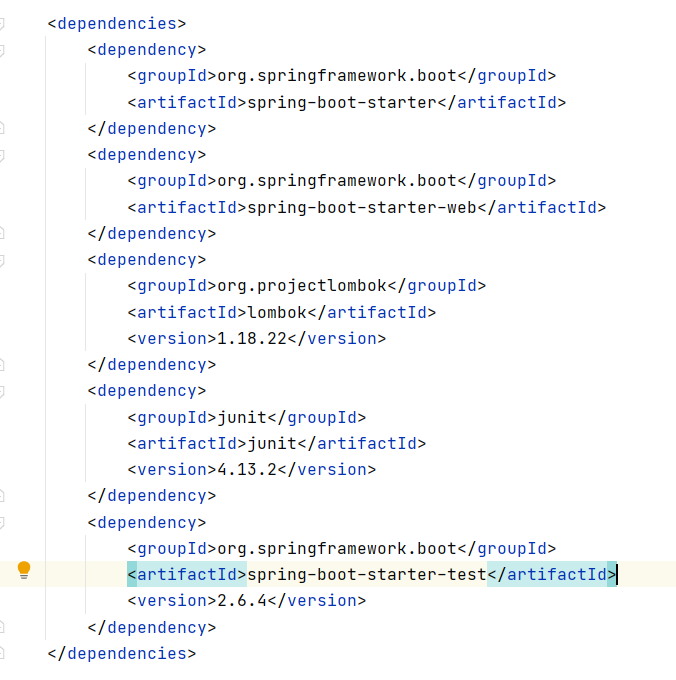 <dependencies>
<dependency>
<groupId>org.springframework.boot</groupId>
<artifactId>spring-boot-starter</artifactId>
</dependency>
<dependency>
<groupId>org.springframework.boot</groupId>
<artifactId>spring-boot-starter-web</artifactId>
</dependency>
<dependency>
<groupId>org.projectlombok</groupId>
<artifactId>lombok</artifactId>
<version>1.18.22</version>
</dependency>
<dependency>
<groupId>junit</groupId>
<artifactId>junit</artifactId>
<version>4.13.2</version>
</dependency>
<dependency>
<groupId>org.springframework.boot</groupId>
<artifactId>spring-boot-starter-test</artifactId>
<version>2.6.4</version>
</dependency>
</dependencies>